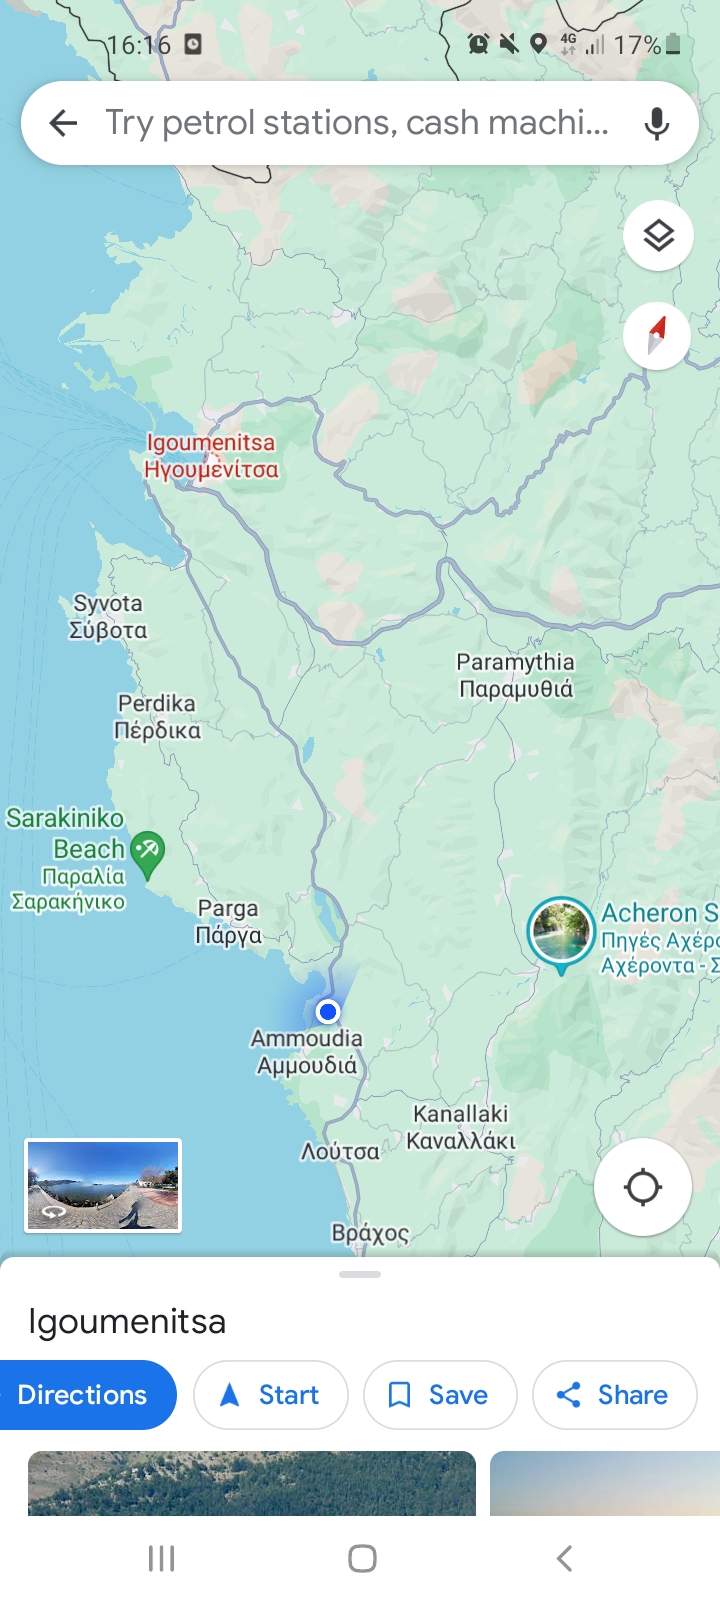 16:16
4G
17%
Try petrol stations, cash machi...
Igoumenitsa
Ηγουμενίτσα
Syvota
Σύβοτα
Paramythia
Παραμυθιά
Perdika
Πέρδικα
Sarakiniko
Beach
Παραλία
Σαρακήνικο
Parga
Πάργα
Acheron S
Πηγές Αχέρο
Αχέροντα - Σ
Ammoudia
Αμμουδιά
Kanallaki
Καναλλάκι
Λούτσα
Βράχος
Igoumenitsa
Directions
Start
Save
Share